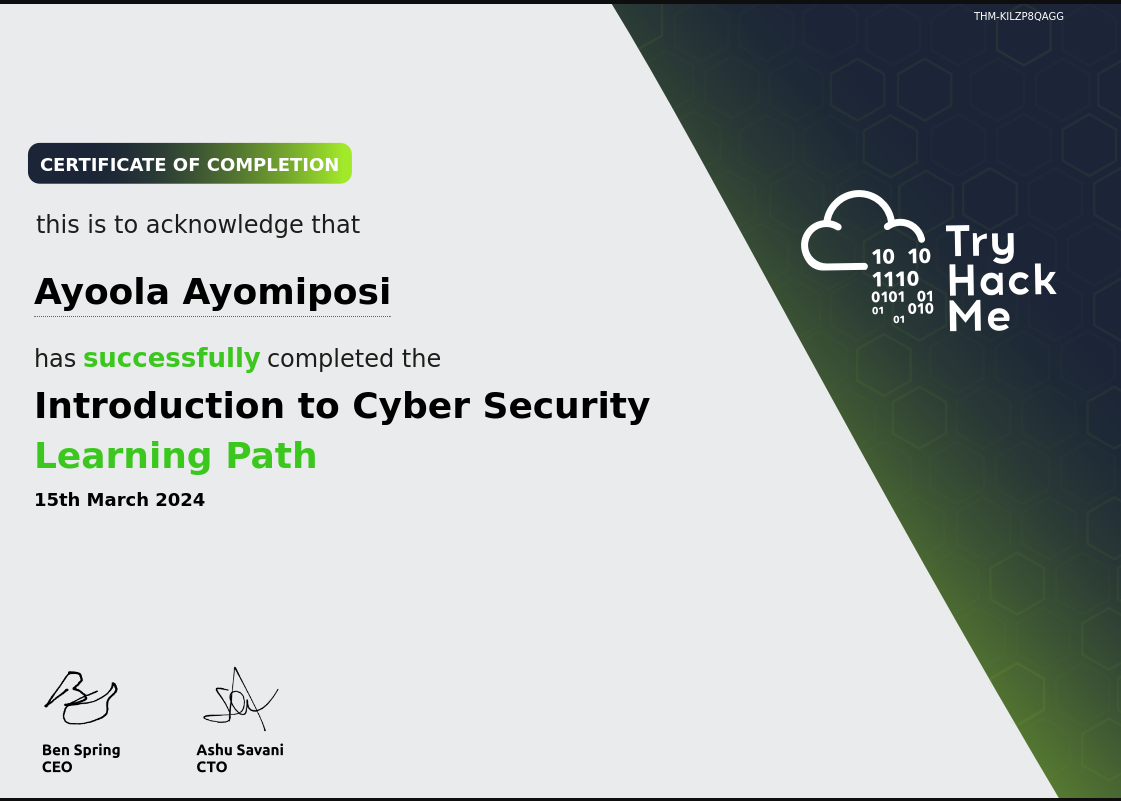 THM-KILZP8QAGG
CERTIFICATE OF COMPLETION
this is to acknowledge that
Ayoola Ayomiposi
has successfully completed the
Introduction to Cyber Security
Learning Path
15th March 2024
10 10
1110
0101 01
01 010
01
Try
Hack
Me
Ben Spring
CEO
Ashu Savani
CTO